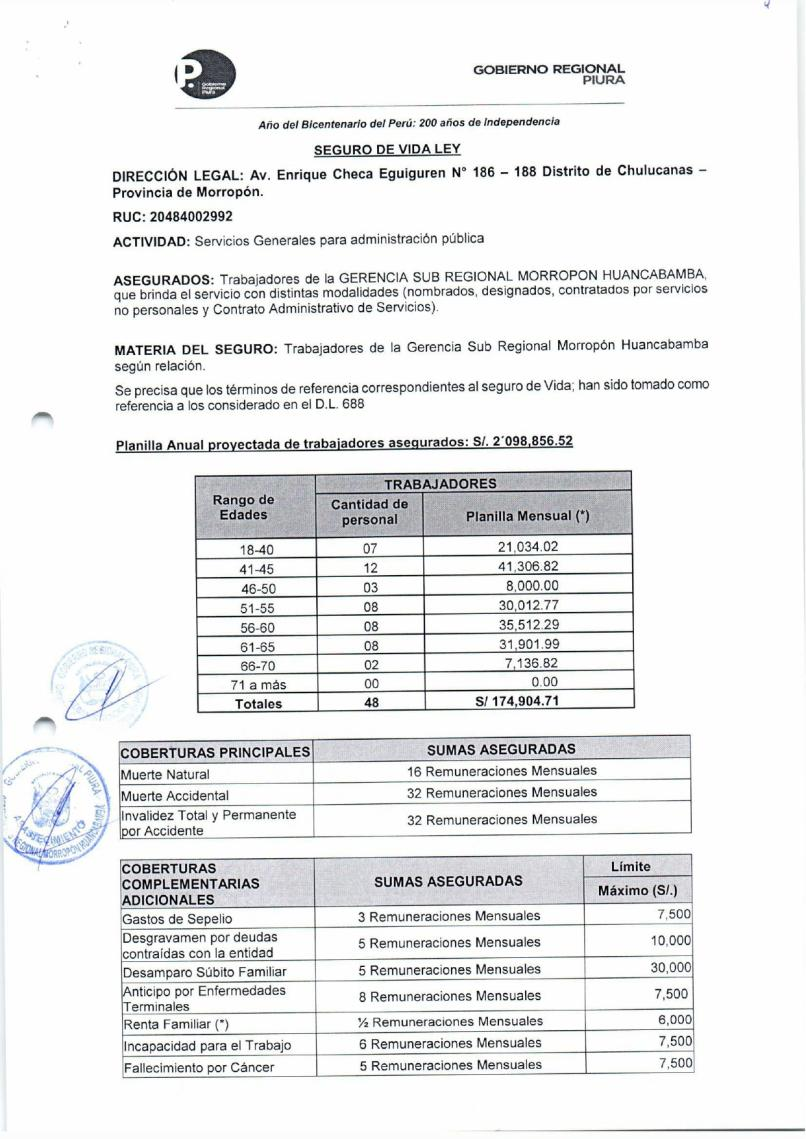 P.
Gobierno
Regional
Piura
GOBIERNO REGIONAL
PIURA
Año del Bicentenario del Perú: 200 años de Independencia
SEGURO DE VIDA LEY
DIRECCIÓN LEGAL: Av. Enrique Checa Eguiguren N° 186 – 188 Distrito de Chulucanas –
Provincia de Morropón.
RUC: 20484002992
ACTIVIDAD: Servicios Generales para administración pública
ASEGURADOS: Trabajadores de la GERENCIA SUB REGIONAL MORROPON HUANCABAMBA,
que brinda el servicio con distintas modalidades (nombrados, designados, contratados por servicios
no personales y Contrato Administrativo de Servicios).
MATERIA DEL SEGURO: Trabajadores de la Gerencia Sub Regional Morropón Huancabamba
según relación.
Se precisa que los términos de referencia correspondientes al seguro de Vida; han sido tomado como
referencia a los considerado en el D.L. 688
Planilla Anual proyectada de trabajadores asegurados: S/. 2´098,856.52
Rango de Edades TRABAJADORES
Cantidad de personal Planilla Mensual (*)
18-40 07 21,034.02
41-45 12 41,306.82
46-50 03 8,000.00
51-55 08 30,012.77
56-60 08 35,512.29
61-65 08 31,901.99
66-70 02 7,136.82
71 a más 00 0.00
Totales 48 S/ 174,904.71
COBERTURAS PRINCIPALES SUMAS ASEGURADAS
Muerte Natural 16 Remuneraciones Mensuales
Muerte Accidental 32 Remuneraciones Mensuales
Invalidez Total y Permanente
por Accidente 32 Remuneraciones Mensuales
COBERTURAS
COMPLEMENTARIAS
ADICIONALES SUMAS ASEGURADAS Límite
Máximo (S/.)
Gastos de Sepelio 3 Remuneraciones Mensuales 7,500
Desgravamen por deudas
contraídas con la entidad 5 Remuneraciones Mensuales 10,000
Desamparo Súbito Familiar 5 Remuneraciones Mensuales 30,000
Anticipo por Enfermedades
Terminales 8 Remuneraciones Mensuales 7,500
Renta Familiar (*) ½ Remuneraciones Mensuales 6,000
Incapacidad para el Trabajo 6 Remuneraciones Mensuales 7,500
Fallecimiento por Cáncer 5 Remuneraciones Mensuales 7,500